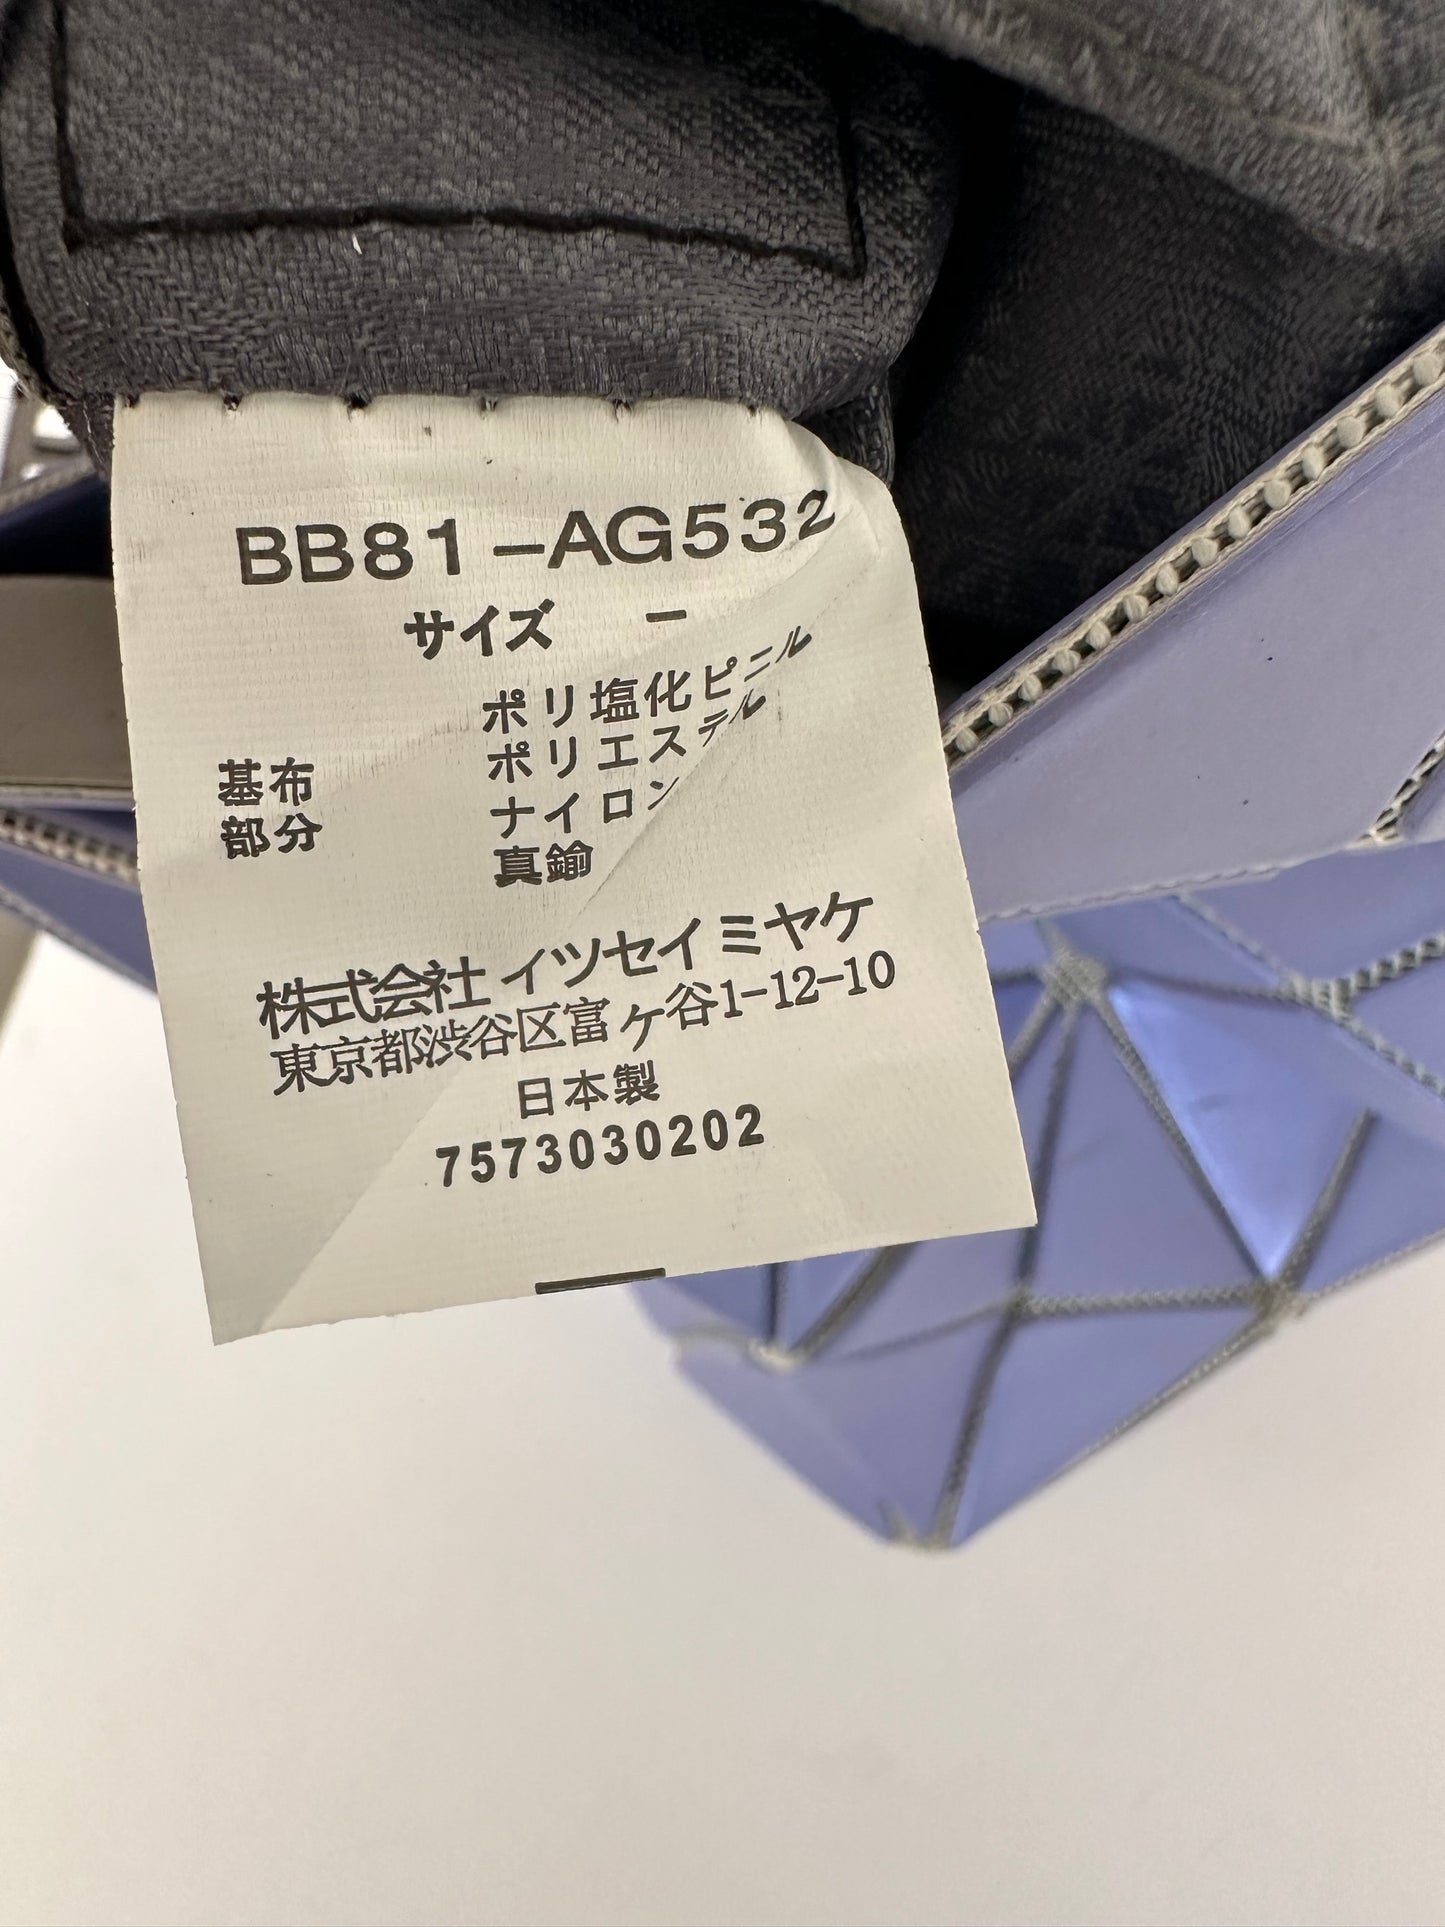 BB81-AG532
サイズ －
ポリ塩化ビニル
基布 ポリエステル
部分 ナイロン
真鍮
株式会社 イツセイミヤケ
東京都渋谷区富ヶ谷1-12-10
日本製
7573030202